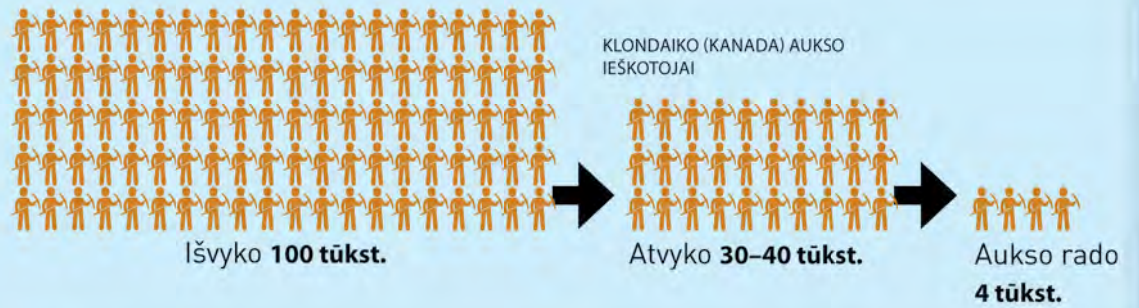 KLONDAIKO (KANADA) AUKSO
IEŠKOTOJAI
Išvyko 100 tūkst.
Atvyko 30–40 tūkst.
Aukso rado
4 tūkst.